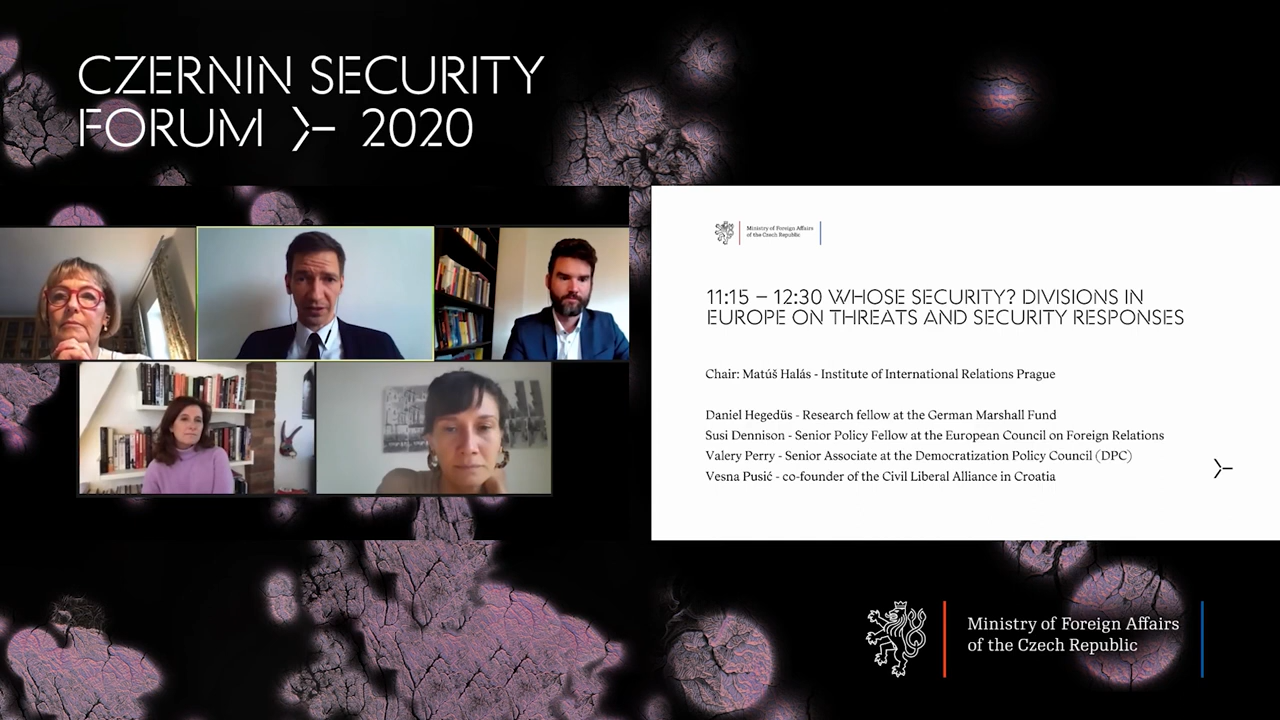 CZERNIN SECURITY
FORUM >– 2020
Ministry of Foreign Affairs
of the Czech Republic
11:15 – 12:30 WHOSE SECURITY? DIVISIONS IN
EUROPE ON THREATS AND SECURITY RESPONSES
Chair: Matúš Halás - Institute of International Relations Prague
Daniel Hegedüs - Research fellow at the German Marshall Fund
Susi Dennison - Senior Policy Fellow at the European Council on Foreign Relations
Valery Perry - Senior Associate at the Democratization Policy Council (DPC)
Vesna Pusić - co-founder of the Civil Liberal Alliance in Croatia
Ministry of Foreign Affairs
of the Czech Republic